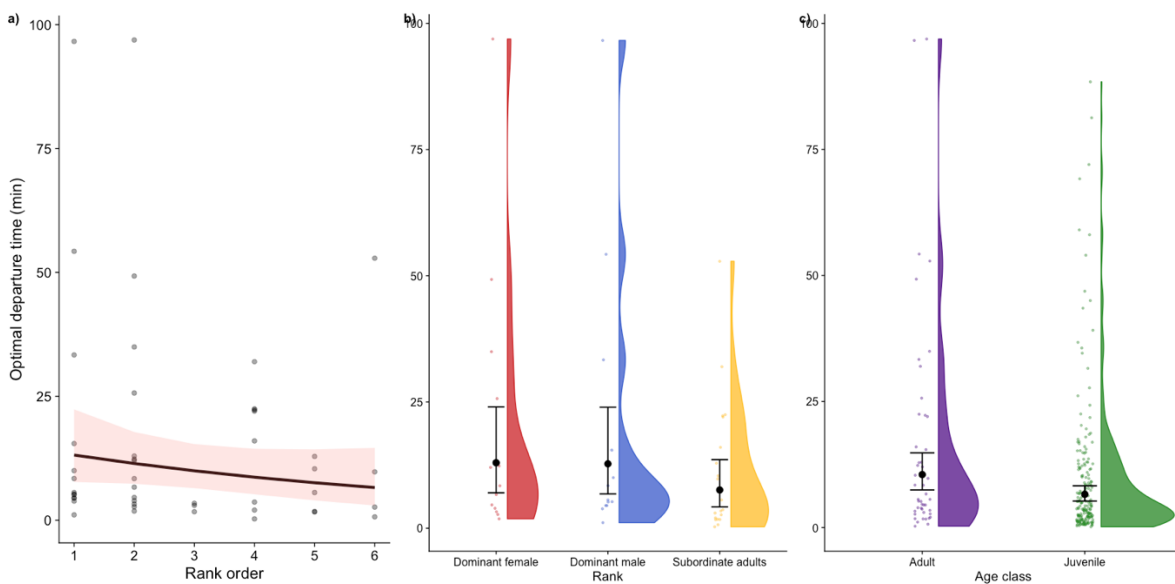 a)
Optimal departure time (min)
100
75
50
25
0
1 2 3 4 5 6
Rank order
b)
100
75
50
25
0
Dominant female Dominant male Subordinate adults
Rank
c)
100
75
50
25
0
Adult Juvenile
Age class